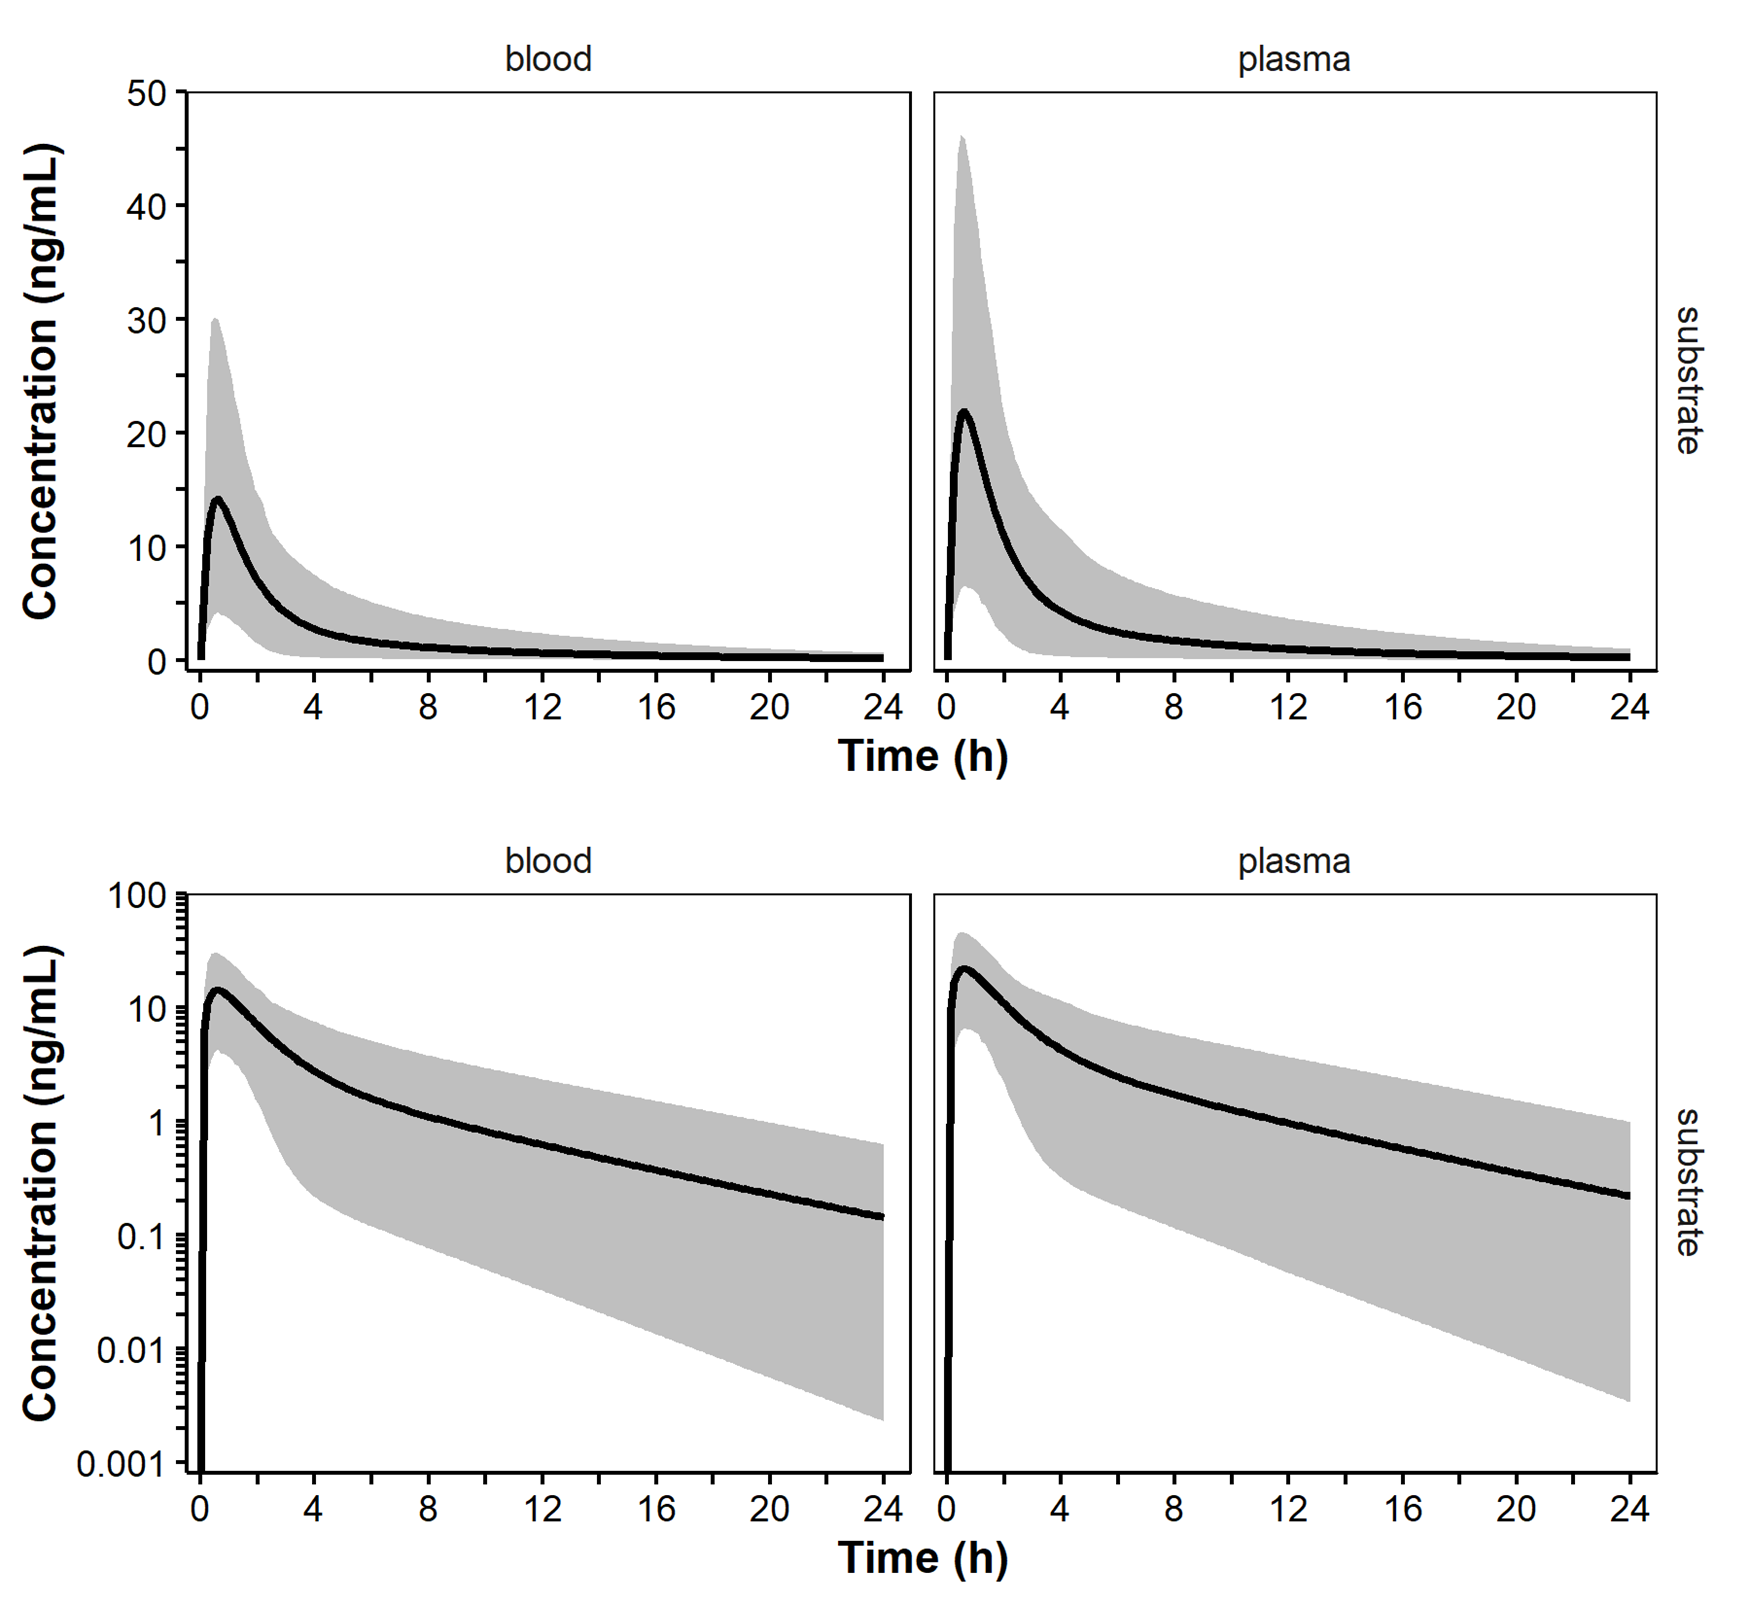 blood plasma
50
40
30
20
10
0
Concentration (ng/mL)
substrate
0 4 8 12 16 20 24 0 4 8 12 16 20 24
Time (h)
blood plasma
100
10
1
0.1
0.01
0.001
Concentration (ng/mL)
substrate
0 4 8 12 16 20 24 0 4 8 12 16 20 24
Time (h)